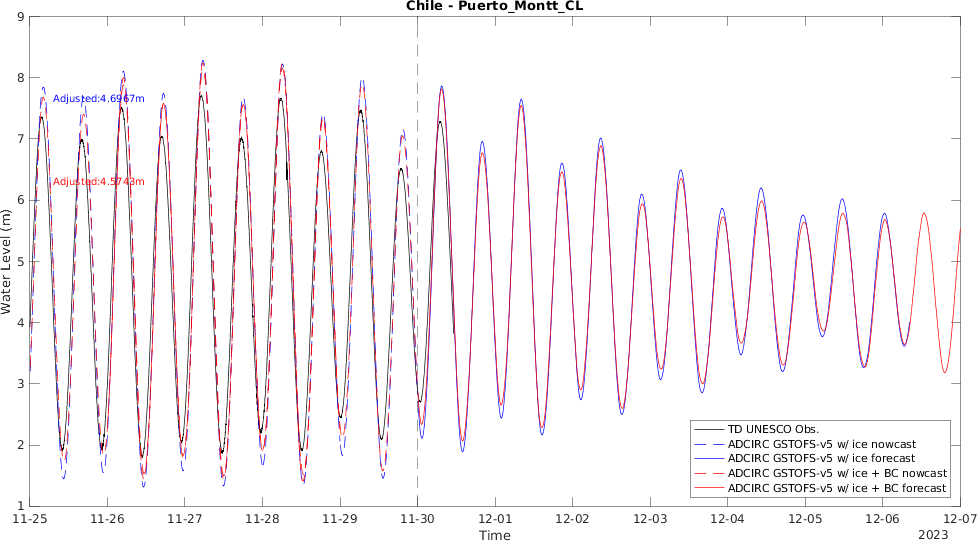 Chile - Puerto_Montt_CL
9
8
7
6
5
4
3
2
1
Water Level (m)
Adjusted:4.6967m
Adjusted:4.5743m
TD UNESCO Obs.
ADCIRC GSTOFS-v5 w/ ice nowcast
ADCIRC GSTOFS-v5 w/ ice forecast
ADCIRC GSTOFS-v5 w/ ice + BC nowcast
ADCIRC GSTOFS-v5 w/ ice + BC forecast
11-25 11-26 11-27 11-28 11-29 11-30 12-01 12-02 12-03 12-04 12-05 12-06 12-07
Time
2023